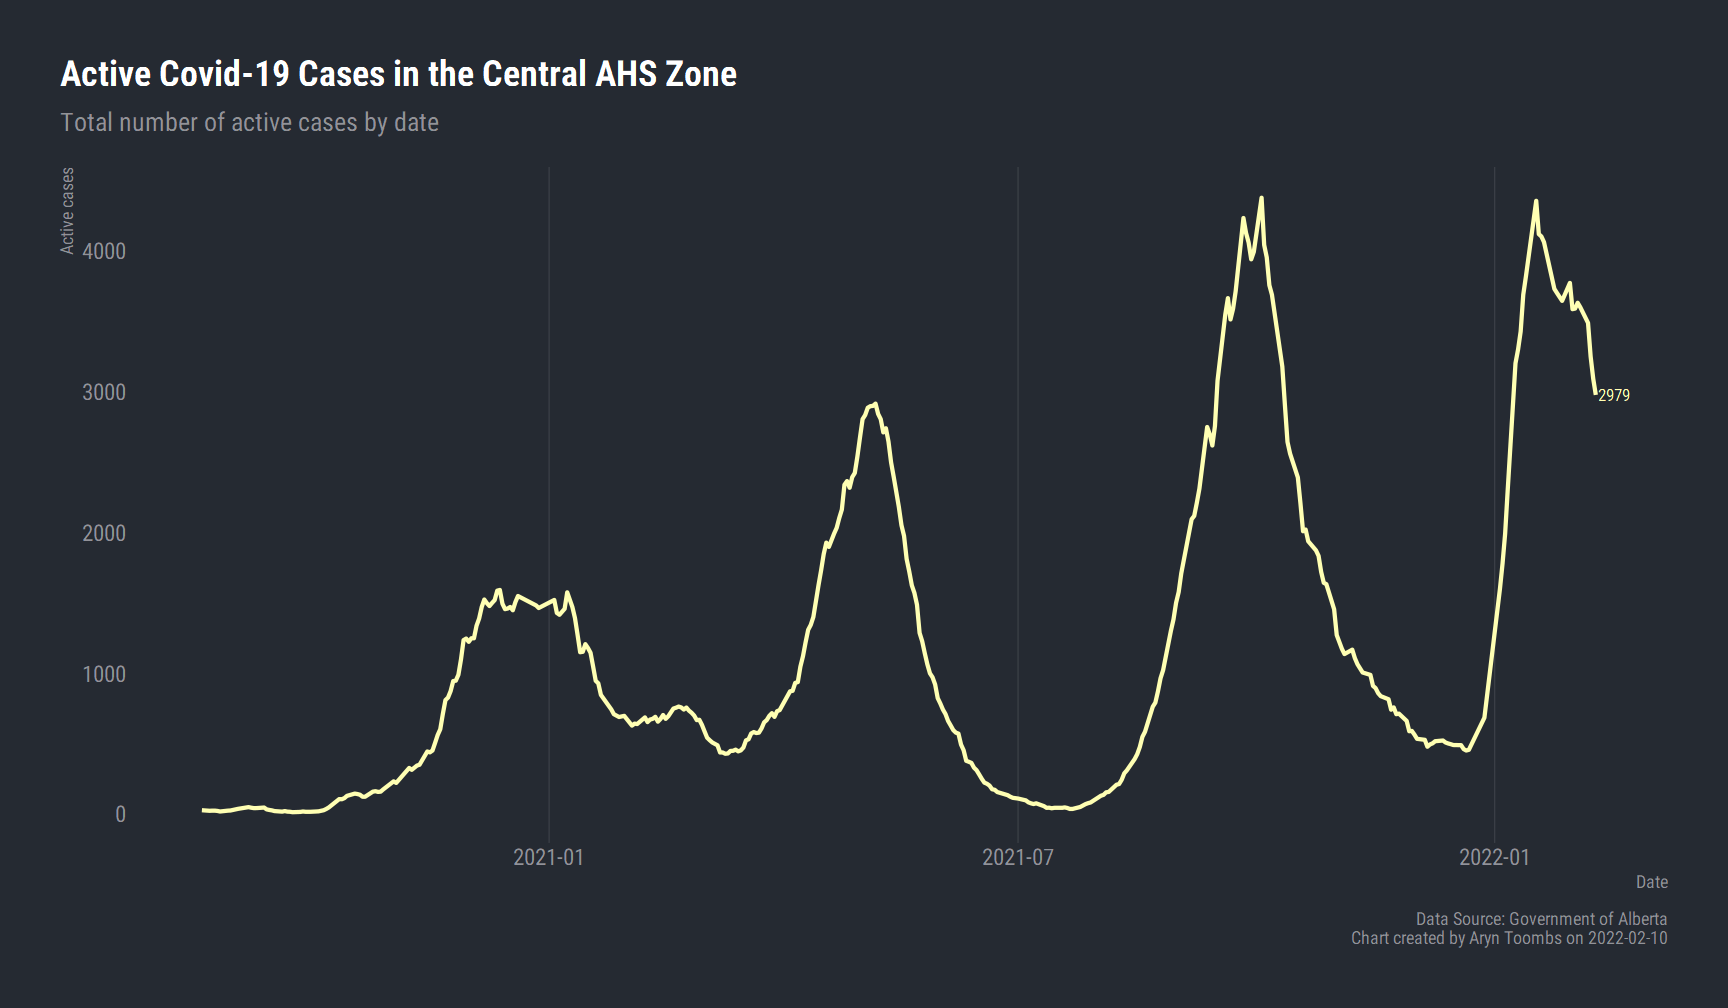 Active Covid-19 Cases in the Central AHS Zone
Total number of active cases by date
Active cases
4000
3000
2000
1000
0
2979
2021-01
2021-07
2022-01
Date
Data Source: Government of Alberta
Chart created by Aryn Toombs on 2022-02-10